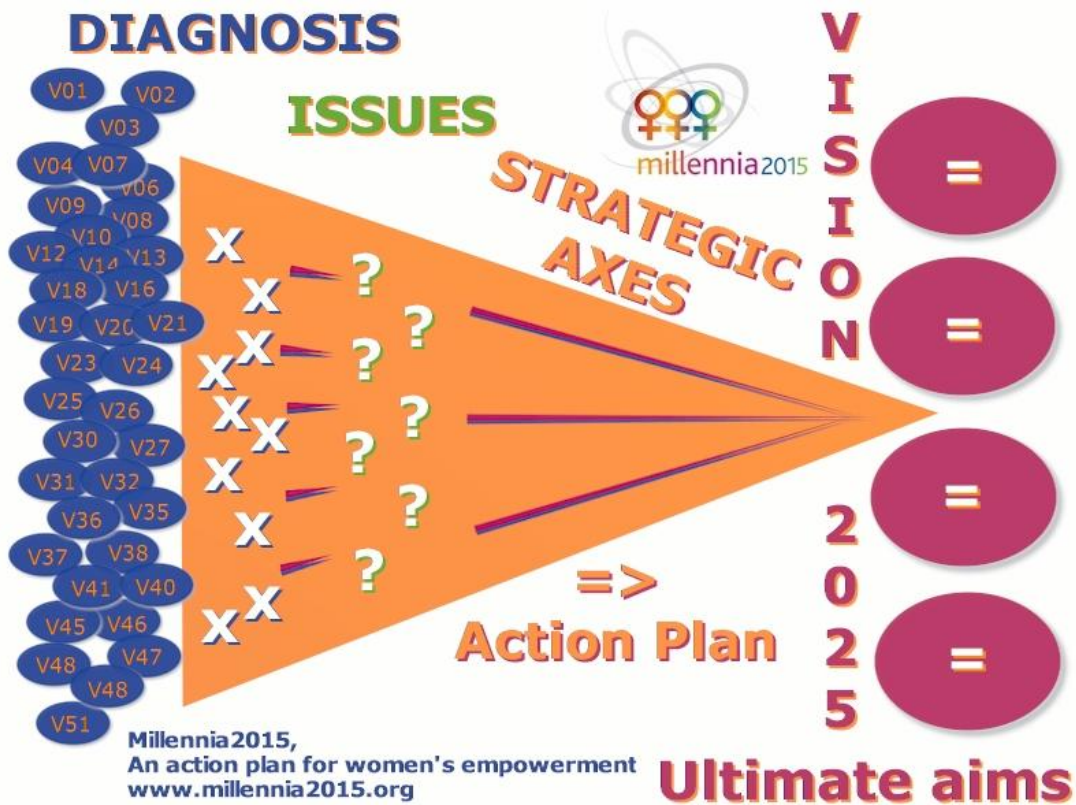 DIAGNOSIS
ISSUES
STRATEGIC
AXES
millennia2015
VISION
2025
V01
V02
V03
V04
V07
V06
V09
V08
V10
V12
V14
V13
V18
V16
V19
V20
V21
V23
V24
V25
V26
V30
V27
V31
V32
V36
V35
V37
V38
V41
V40
V45
V46
V48
V47
V48
V51
X
X
X
X
X
X
X
X
X
X
?
?
?
?
?
?
?
=
=
=
=
=>
Action Plan
Millennia2015,
An action plan for women's empowerment
www.millennia2015.org
Ultimate aims